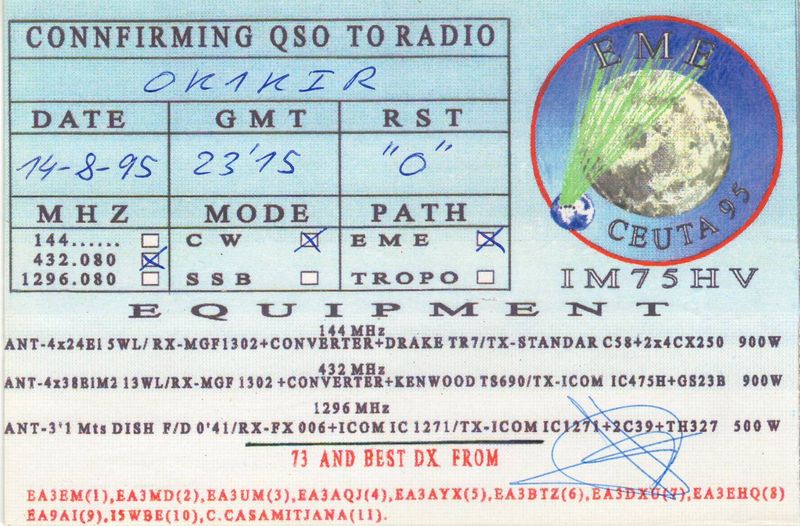 CONNFIRMING QSO TO RADIO
OK1KIR
DATE GMT RST
14-8-95 23'15 "O"
MHZ MODE PATH
144...... CW EME
432.080
1296.080 SSB TROPO
EME
CEUTA 95
IM75HV
EQUIPMENT
144 MHz
ANT-4x24El 5WL/ RX-MGF1302+CONVERTER+DRAKE TR7/TX-STANDAR C58+2x4CX250 900W
432 MHz
ANT-4x38ElM2 13WL/RX-MGF 1302 +CONVERTER+KENWOOD TS690/TX-ICOM IC475H+GS23B 900W
1296 MHz
ANT-3'1 Mts DISH F/D 0'41/RX-FX 006+ICOM IC 1271/TX-ICOM IC1271+2C39+TH327 500 W
73 AND BEST DX FROM
EA3EM(1),EA3MD(2),EA3UM(3),EA3AQJ(4),EA3AYX(5),EA3BTZ(6),EA3DXU(7),EA3EHQ(8)
EA9AI(9),I5WBE(10),C.CASAMITJANA(11).